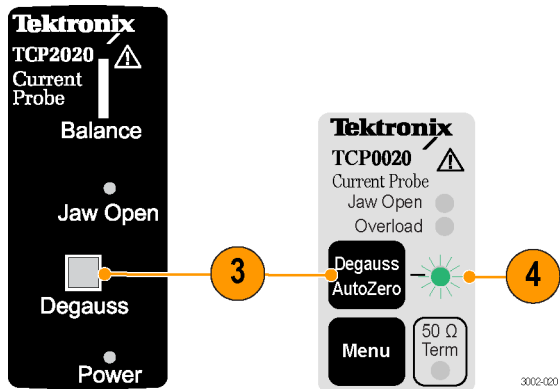 Tektronix
TCP2020
Current
Probe
Balance
Jaw Open
Degauss
Power
3
Tektronix
TCP0020
Current Probe
Jaw Open
Overload
Degauss
AutoZero
4
Menu
50 Ω
Term
3002-020